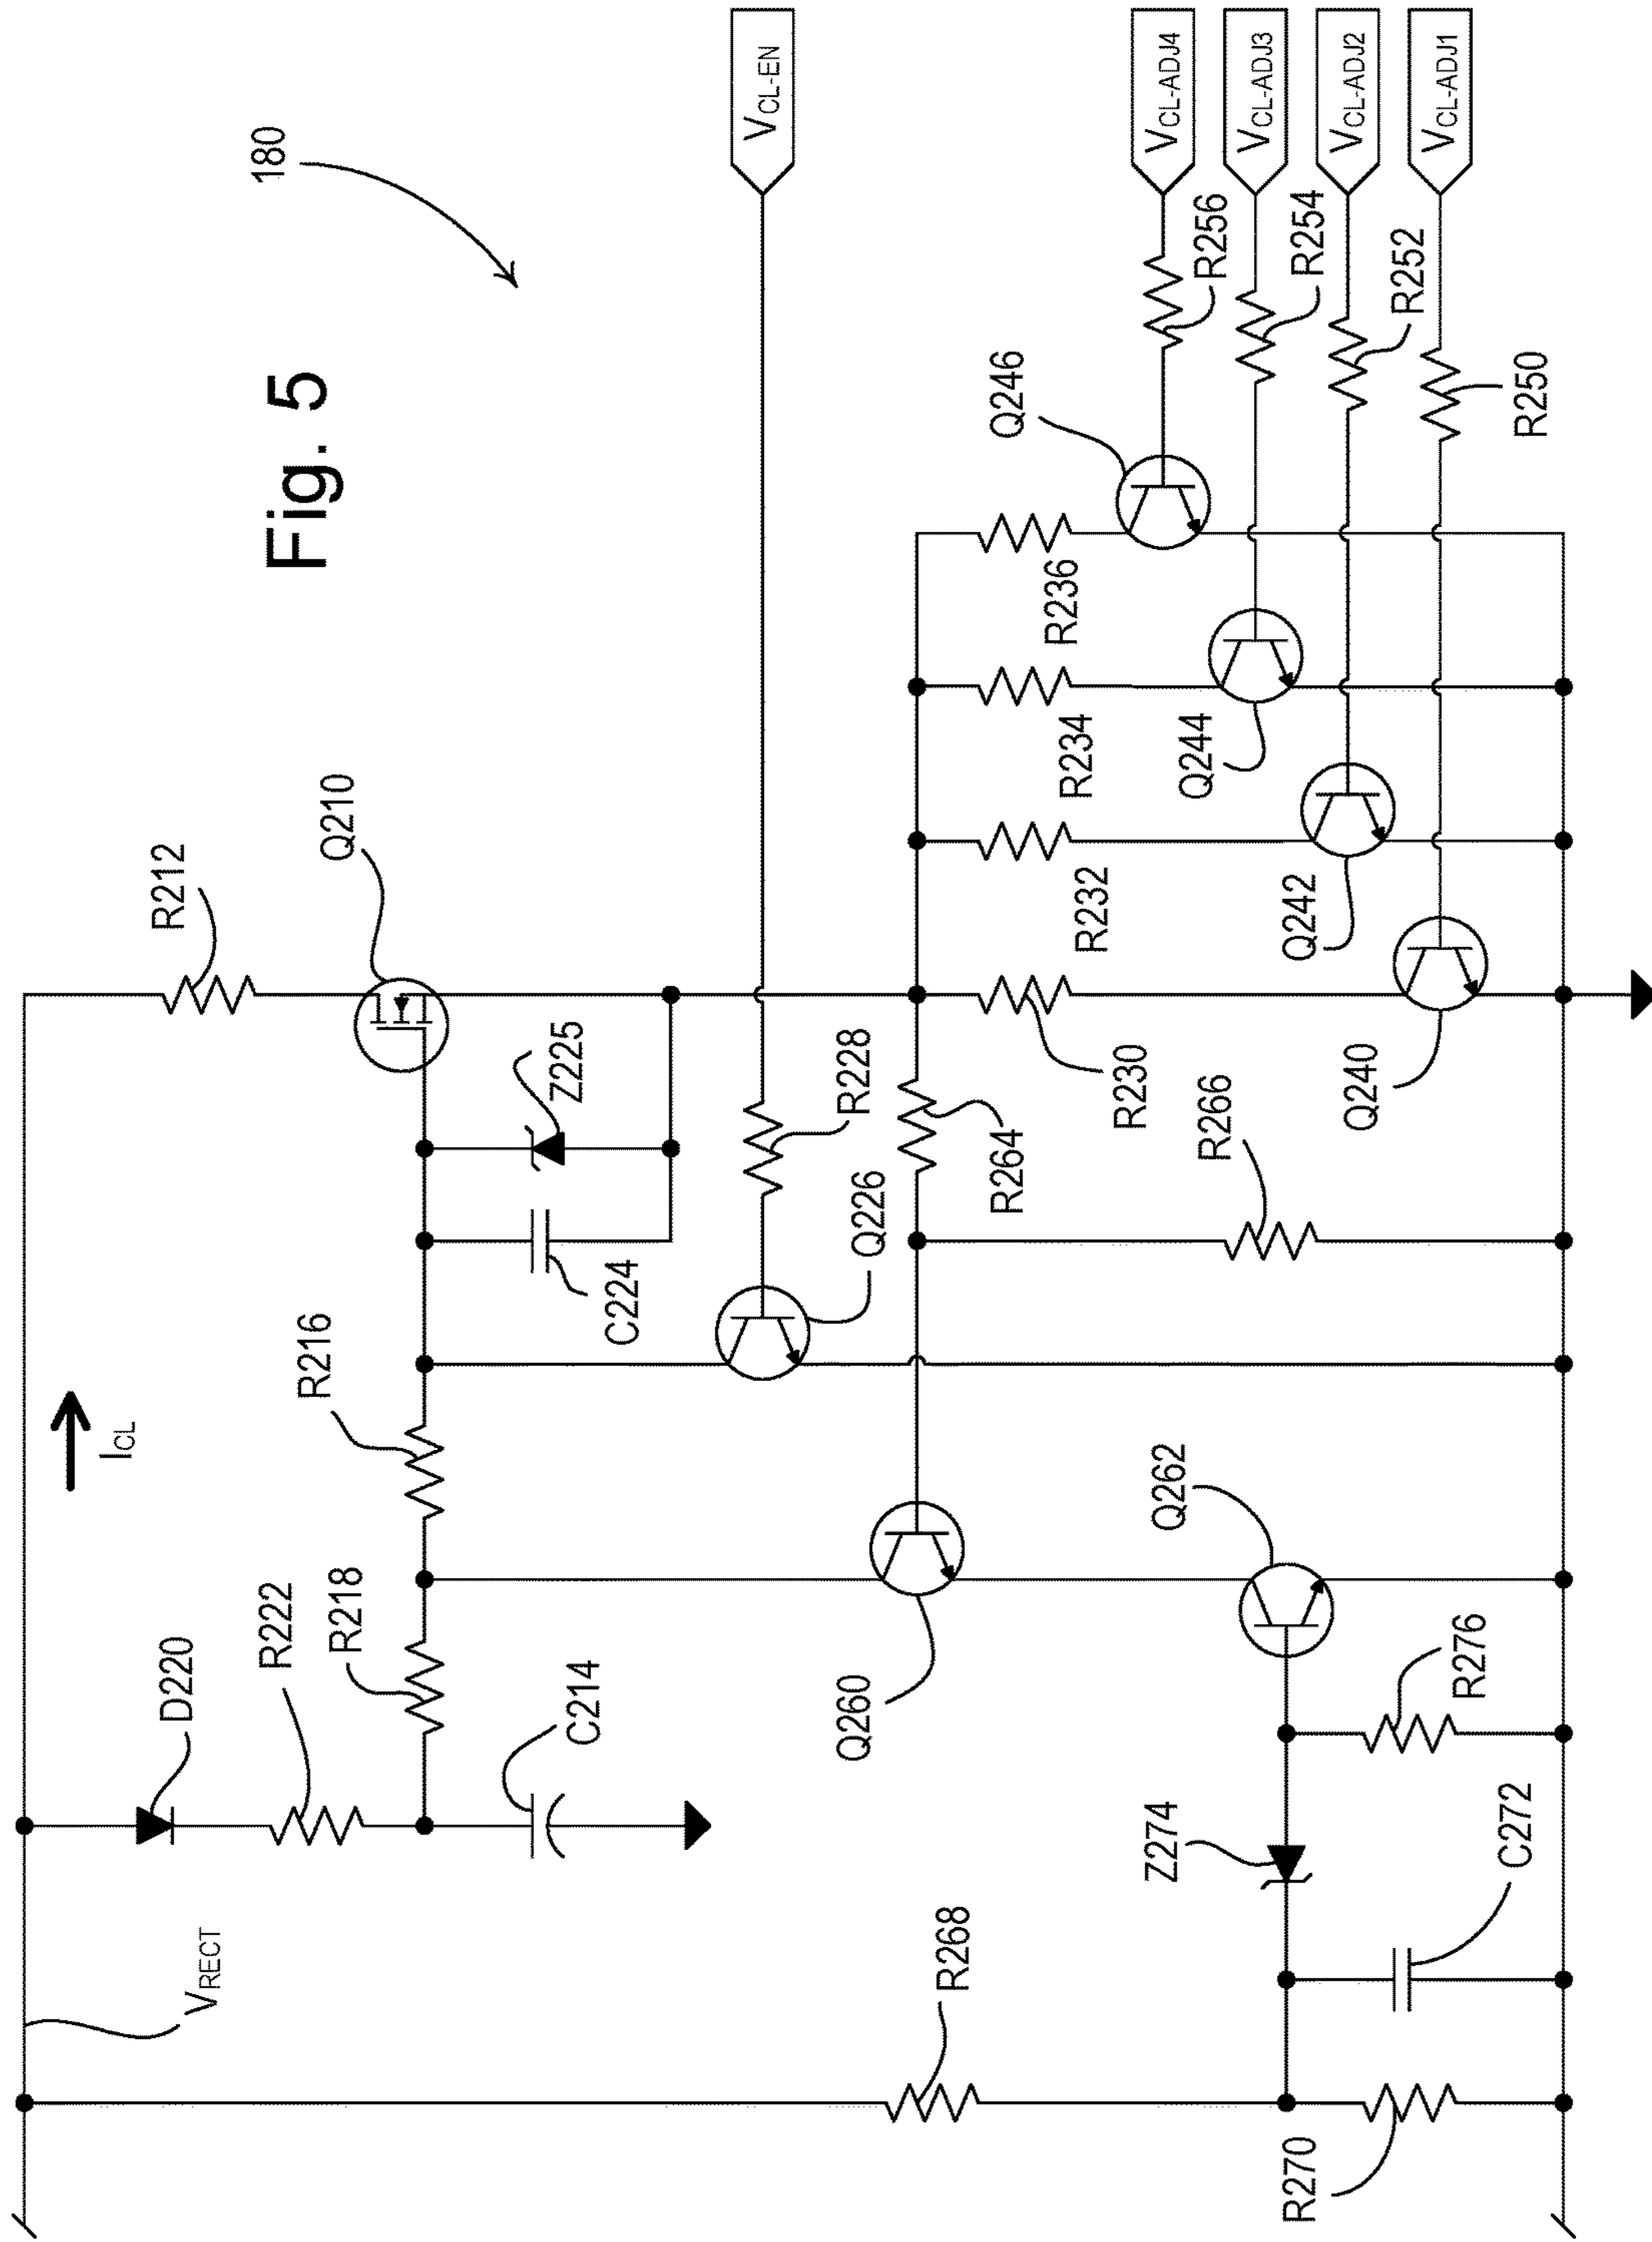 Fig. 5
180
VRECT
ICL
D220
R222
R218
C214
R216
R212
Q210
Z225
C224
VCL-EN
R228
Q226
R264
Q260
Q262
R266
R268
R270
C272
Z274
R276
R230
R232
R234
R236
Q240
Q242
Q244
Q246
R256
R254
R252
R250
VCL-ADJ4
VCL-ADJ3
VCL-ADJ2
VCL-ADJ1